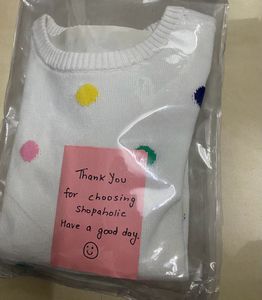 Thank You
for choosing
Shopaholic
Have a good day.